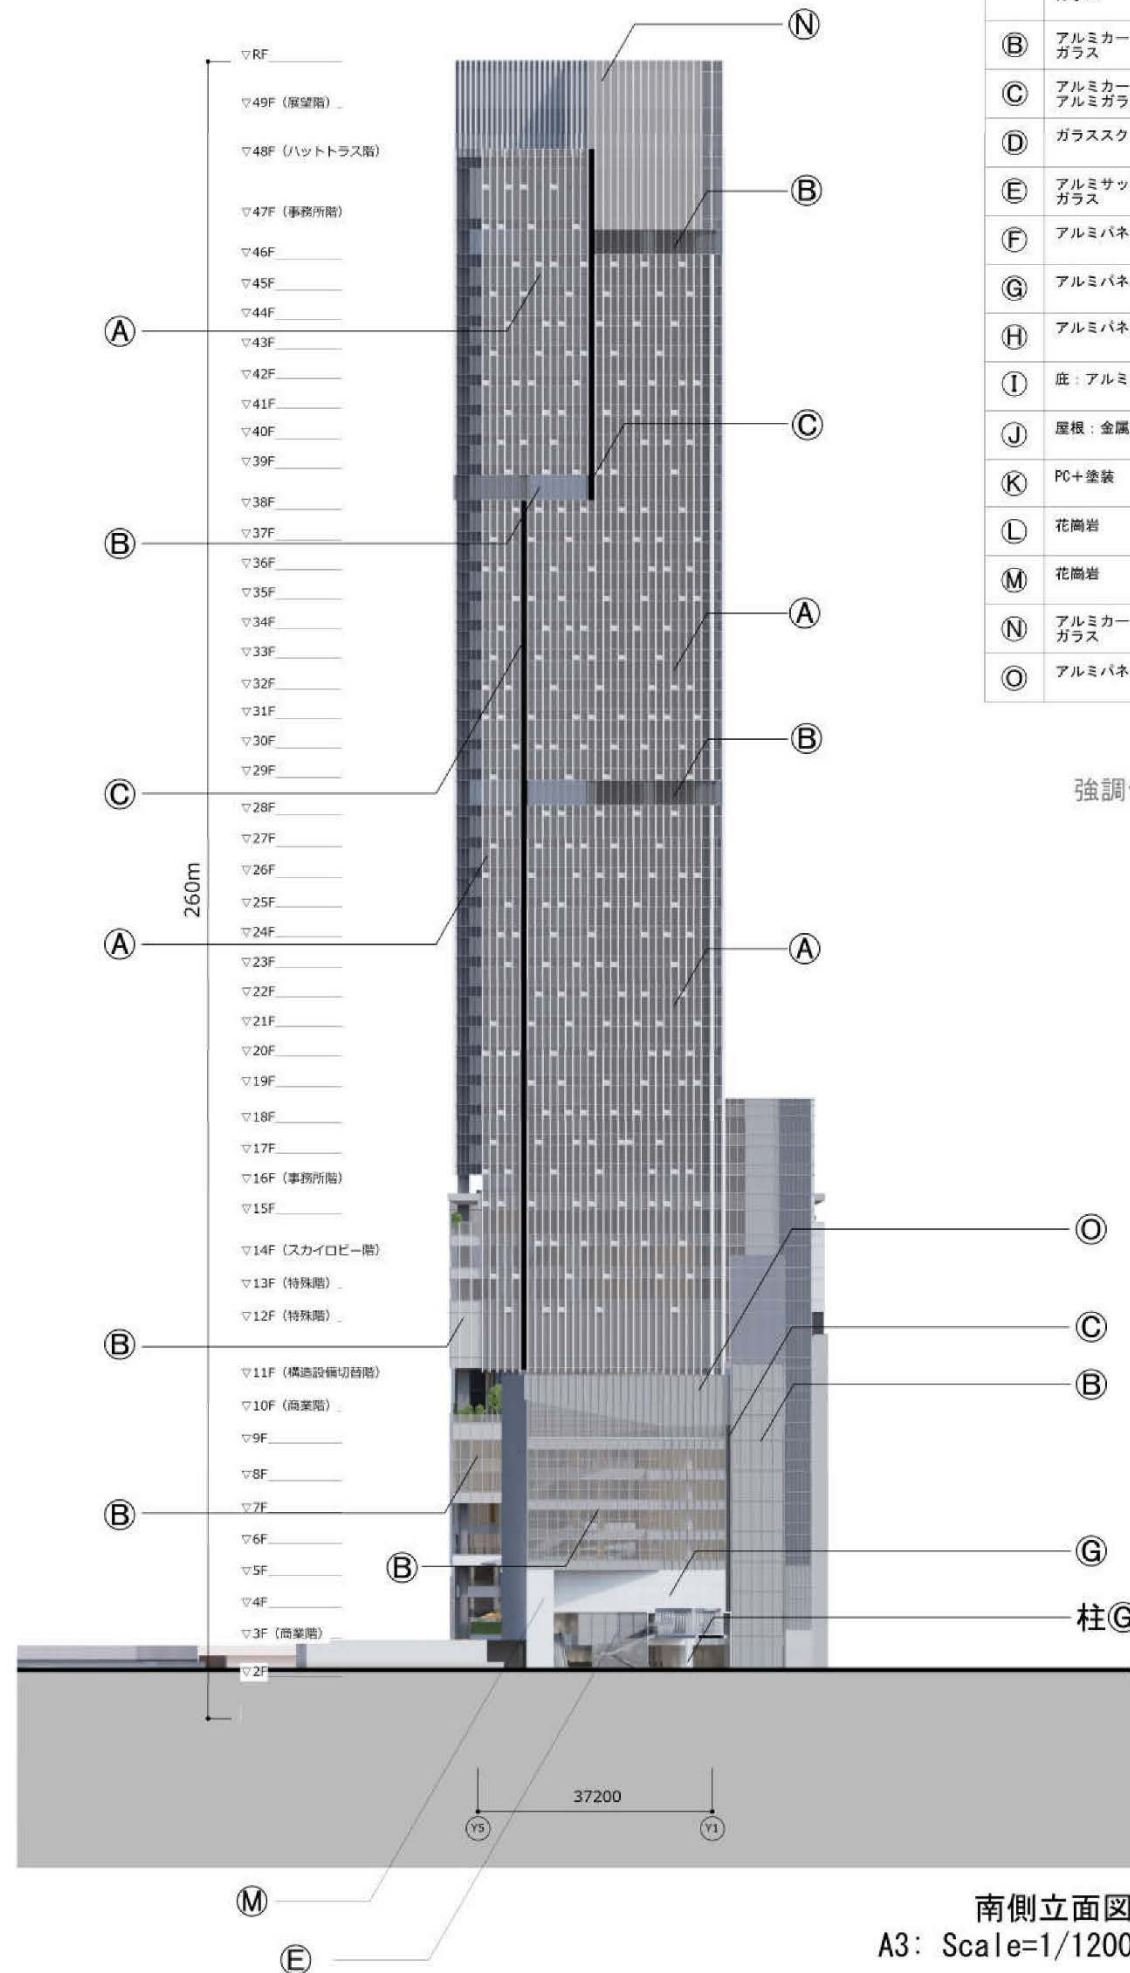 ▽RF
▽49F (展望階)
▽48F (ハットトラス階)
▽47F (事務所階)
▽46F
▽45F
▽44F
▽43F
▽42F
▽41F
▽40F
▽39F
▽38F
▽37F
▽36F
▽35F
▽34F
▽33F
▽32F
▽31F
▽30F
▽29F
▽28F
▽27F
▽26F
▽25F
▽24F
▽23F
▽22F
▽21F
▽20F
▽19F
▽18F
▽17F
▽16F (事務所階)
▽15F
▽14F (スカイロビー階)
▽13F (特殊階)
▽12F (特殊階)
▽11F (構造設備切替階)
▽10F (商業階)
▽9F
▽8F
▽7F
▽6F
▽5F
▽4F
▽3F (商業階)
▽2F
260m
Ⓐ
Ⓑ
Ⓒ
Ⓐ
Ⓑ
Ⓑ
Ⓑ
Ⓜ
Ⓔ
Ⓝ
Ⓑ
Ⓒ
Ⓐ
Ⓑ
Ⓐ
Ⓞ
Ⓒ
Ⓑ
Ⓖ
柱Ⓖ
37200
Y5
Y1
Ⓑ アルミカー
ガラス
Ⓒ アルミカー
アルミガラ
Ⓓ ガラススク
Ⓔ アルミサッ
ガラス
Ⓕ アルミパネ
Ⓖ アルミパネ
Ⓗ アルミパネ
Ⓘ 庇：アルミ
Ⓙ 屋根：金属
Ⓚ PC＋塗装
Ⓛ 花崗岩
Ⓜ 花崗岩
Ⓝ アルミカー
ガラス
Ⓞ アルミパネ
強調
南側立面図
A3: Scale=1/1200